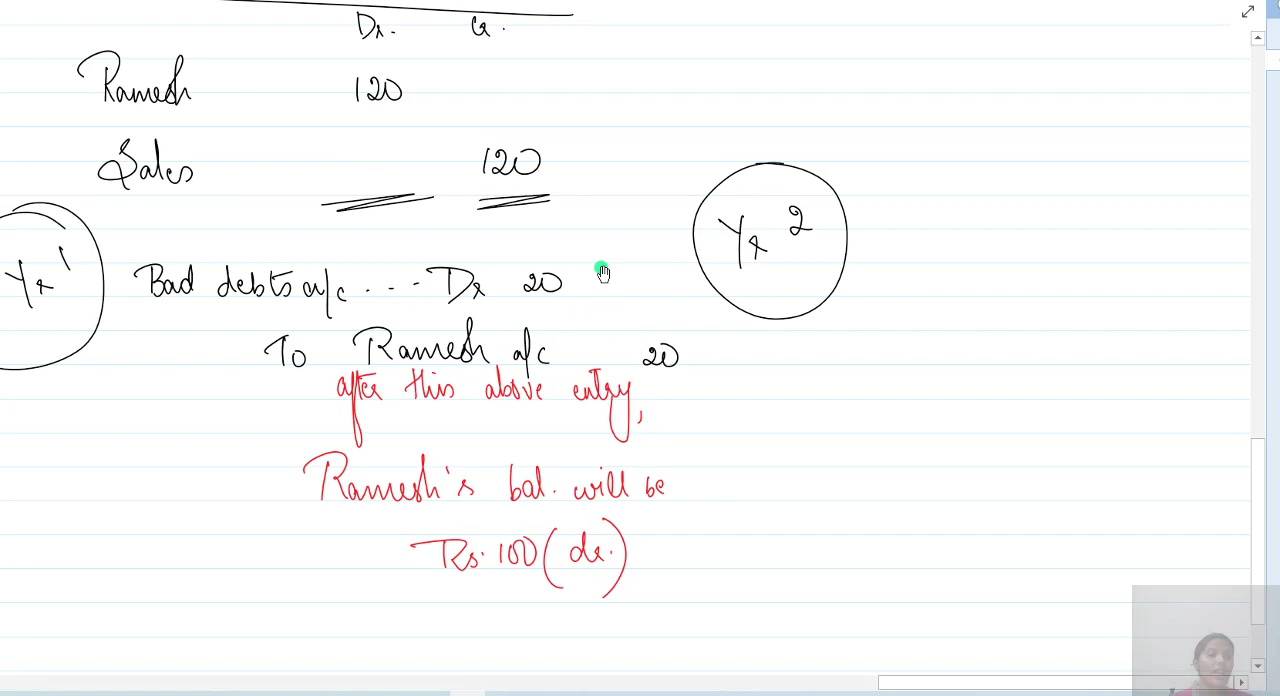 Dr. Cr.
Ramesh 120
Sales 120
Yr 1
Yr 2
Bad debts a/c .... Dr 20
To Ramesh a/c 20
after this above entry,
Ramesh's bal. will be
Rs. 100 (dr.)